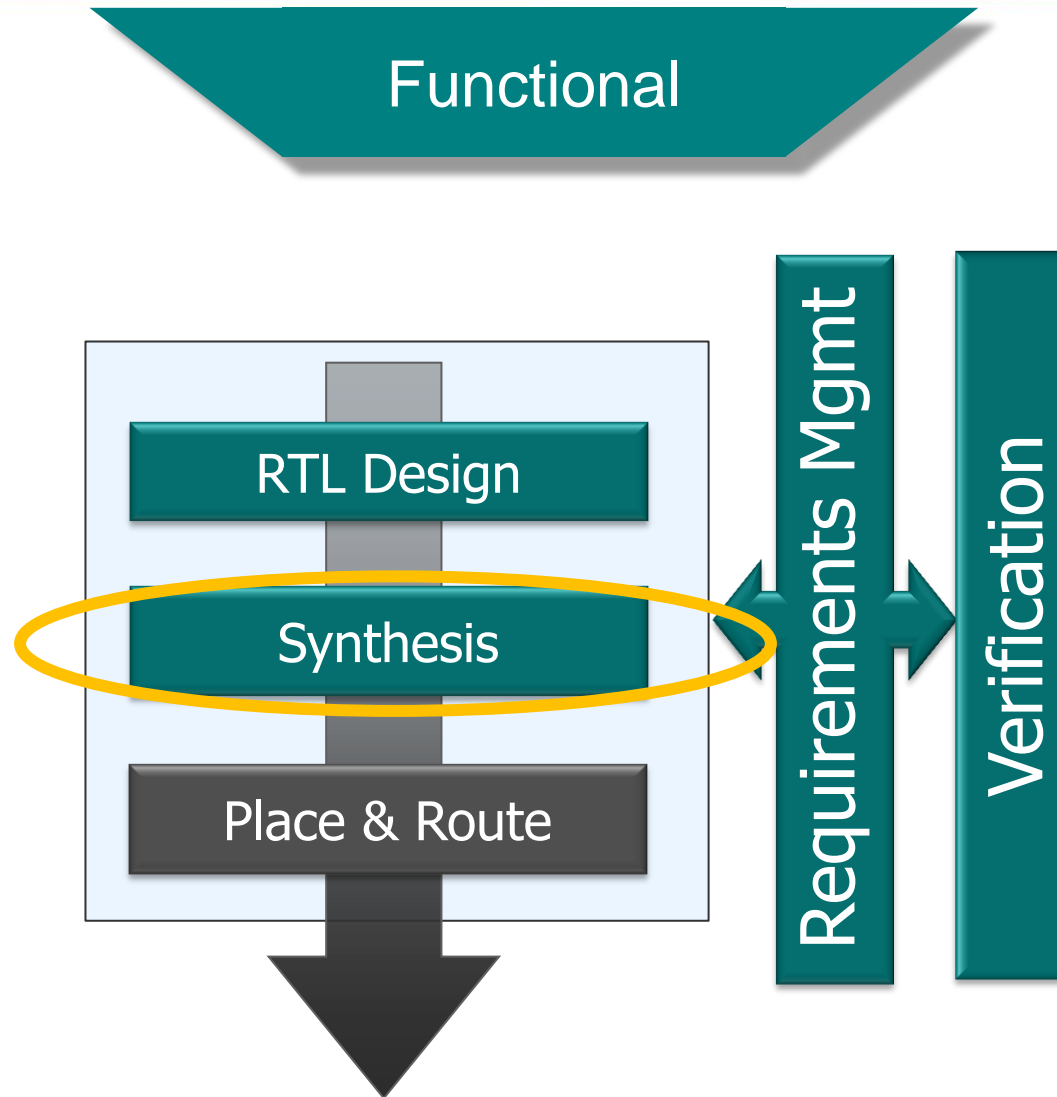 Functional
RTL Design
Synthesis
Place & Route
Requirements Mgmt
Verification